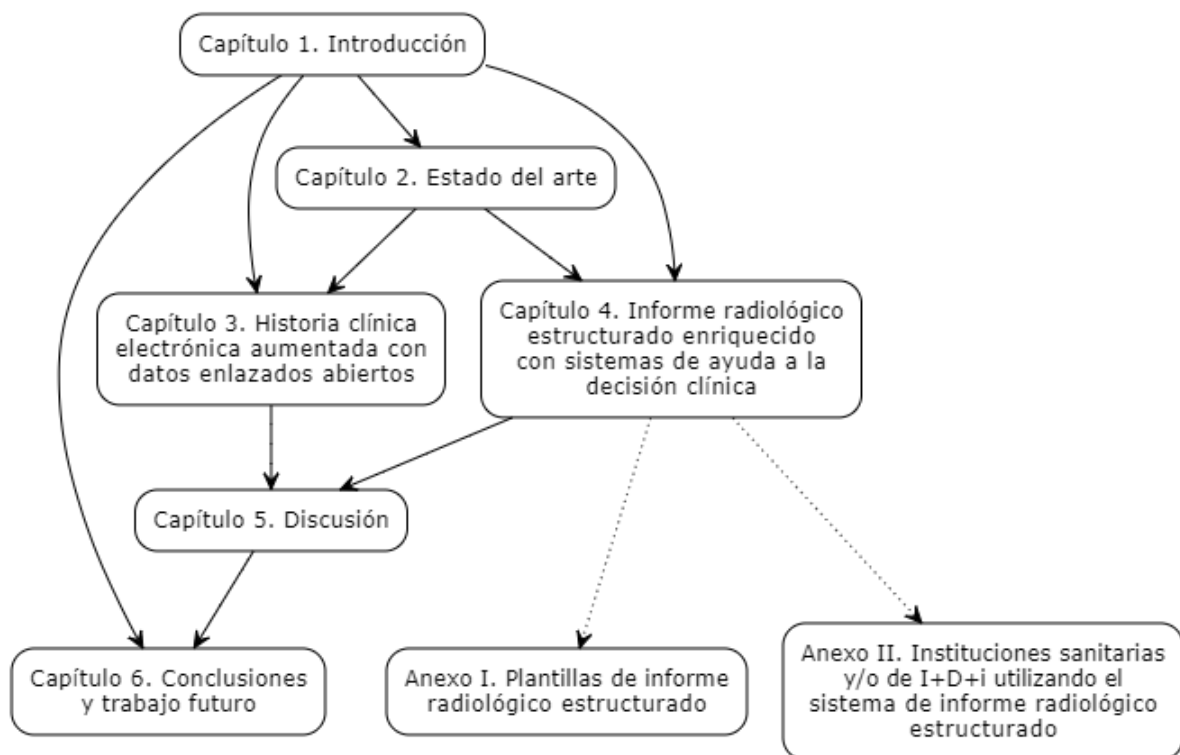 Capítulo 1. Introducción
Capítulo 2. Estado del arte
Capítulo 3. Historia clínica
electrónica aumentada con
datos enlazados abiertos
Capítulo 4. Informe radiológico
estructurado enriquecido
con sistemas de ayuda a la
decisión clínica
Capítulo 5. Discusión
Capítulo 6. Conclusiones
y trabajo futuro
Anexo I. Plantillas de informe
radiológico estructurado
Anexo II. Instituciones sanitarias
y/o de I+D+i utilizando el
sistema de informe radiológico
estructurado